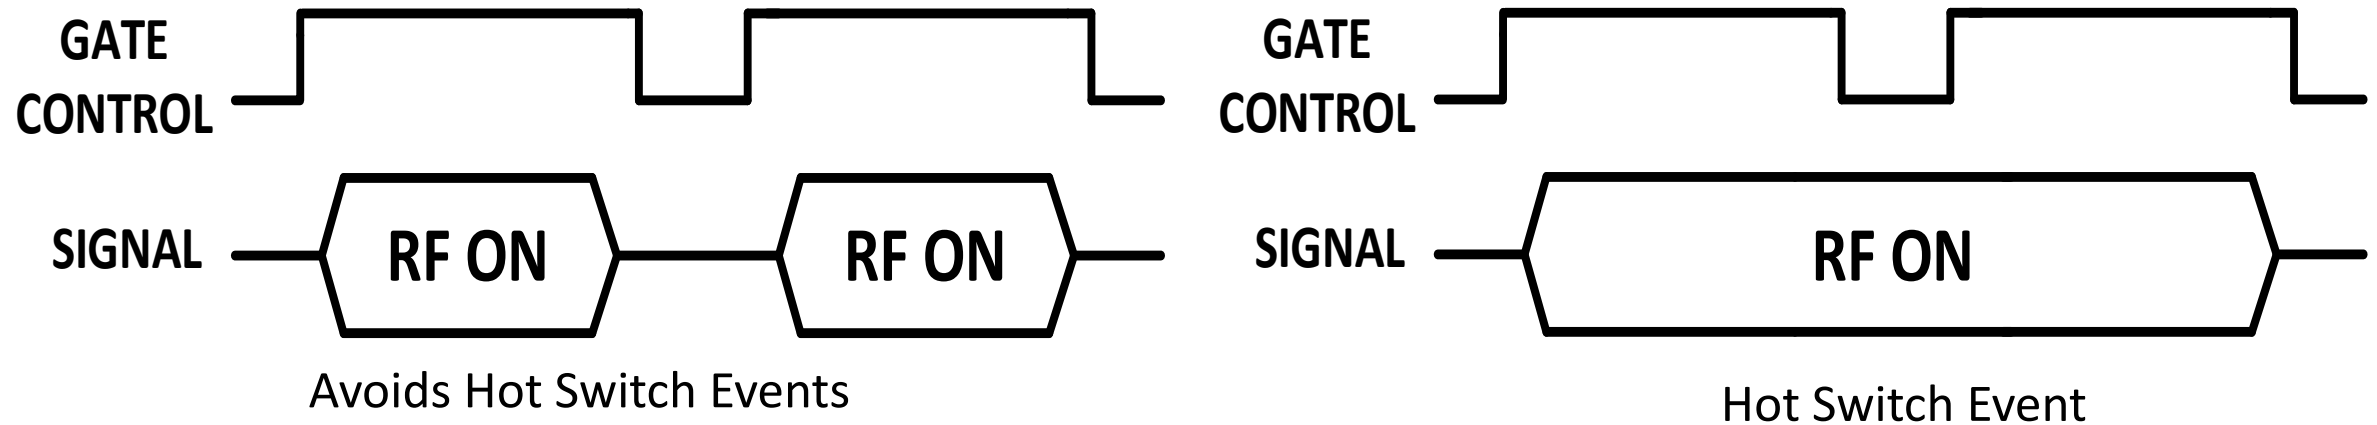 GATE
CONTROL
SIGNAL
RF ON
RF ON
Avoids Hot Switch Events
GATE
CONTROL
SIGNAL
RF ON
Hot Switch Event